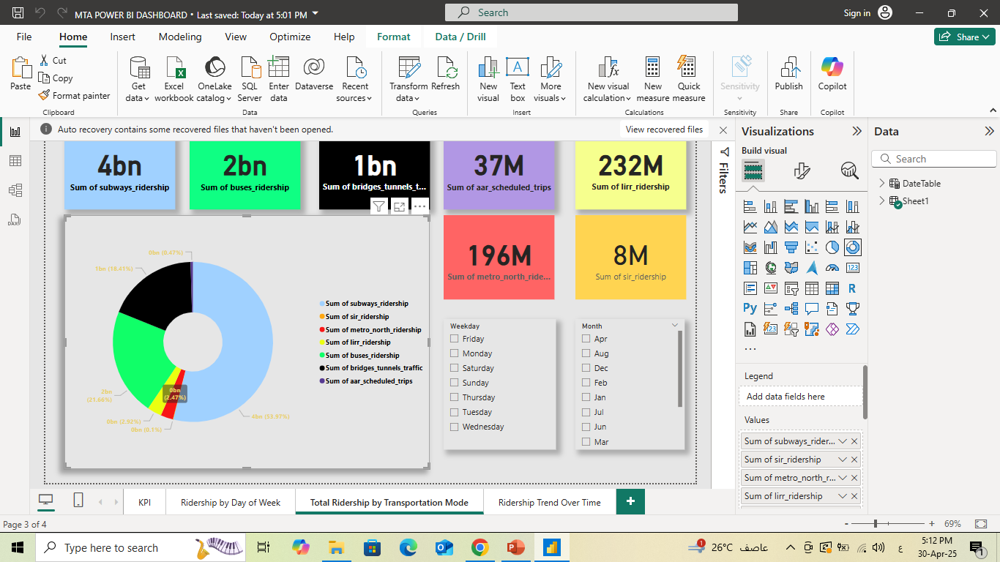 MTA POWER BI DASHBOARD • Last saved: Today at 5:01 PM
Search
Sign in
File
Home
Insert
Modeling
View
Optimize
Help
Format
Data / Drill
Share
Paste
Cut
Copy
Format painter
Clipboard
Get data
Excel workbook
OneLake catalog
SQL Server
Enter data
Dataverse
Recent sources
Data
Transform data
Refresh
Queries
New visual
Text box
More visuals
Insert
New visual calculation
New measure
Quick measure
Calculations
Sensitivity
Sensitivity
Publish
Share
Copilot
Copilot
Auto recovery contains some recovered files that haven't been opened.
View recovered files
4bn
Sum of subways_ridership
2bn
Sum of buses_ridership
1bn
Sum of bridges_tunnels_t...
37M
Sum of aar_scheduled_trips
232M
Sum of lirr_ridership
196M
Sum of metro_north_ride...
8M
Sum of sir_ridership
0bn (0.47%)
1bn (18.41%)
2bn
(21.66%)
0bn (2.92%)
0bn (0.1%)
0bn
(2.47%)
4bn (53.97%)
Sum of subways_ridership
Sum of sir_ridership
Sum of metro_north_ridership
Sum of lirr_ridership
Sum of buses_ridership
Sum of bridges_tunnels_traffic
Sum of aar_scheduled_trips
Weekday
Friday
Monday
Saturday
Sunday
Thursday
Tuesday
Wednesday
Month
Apr
Aug
Dec
Feb
Jan
Jul
Jun
Mar
Filters
Visualizations
Build visual
123
R
Py
123
...
Legend
Add data fields here
Values
Sum of subways_rider...
Sum of sir_ridership
Sum of metro_north_r...
Sum of lirr_ridership
Data
Search
DateTable
Sheet1
DAX
KPI
Ridership by Day of Week
Total Ridership by Transportation Mode
Ridership Trend Over Time
+
Page 3 of 4
- + 69%
Type here to search
1
26°C عاصف
ع
5:12 PM
30-Apr-25
1